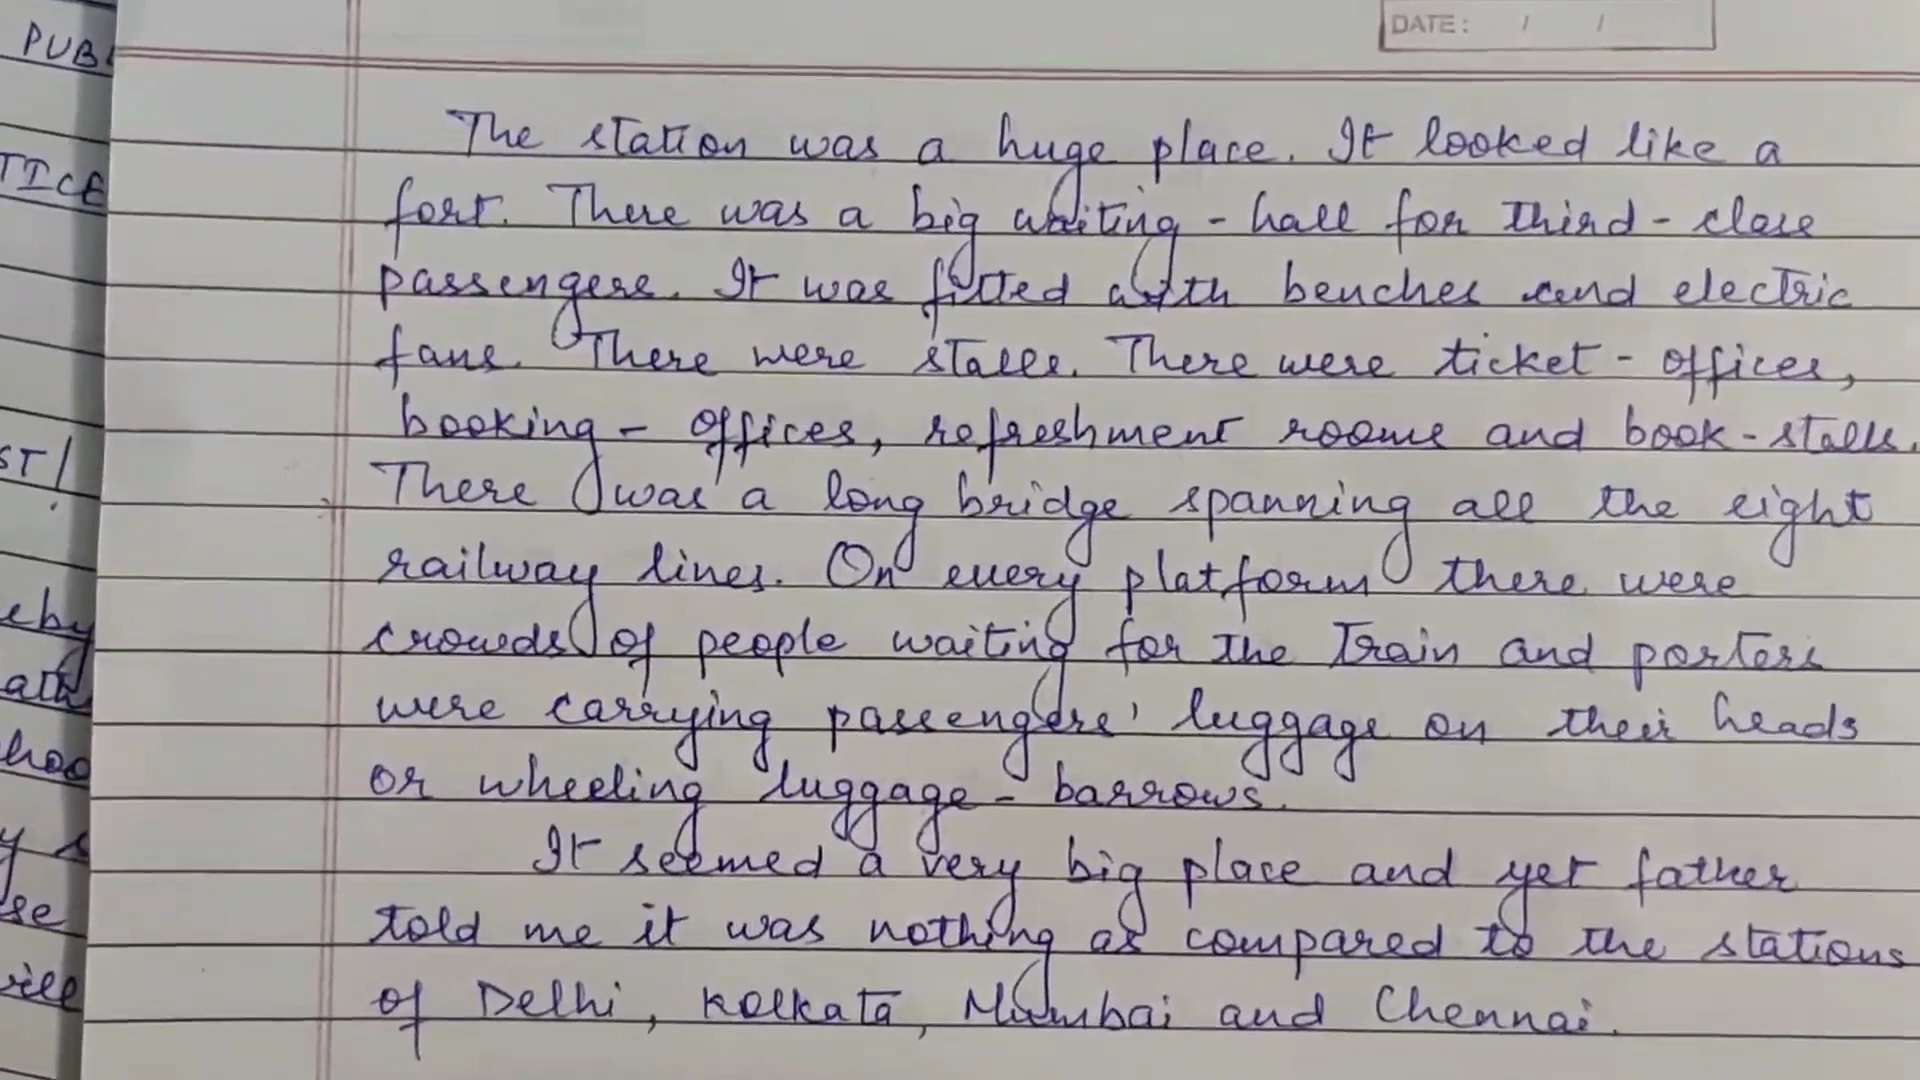 DATE: / /
PUB
TICE
ST!
eby
ath
hoo
y s
se
The station was a huge place. It looked like a
fort. There was a big waiting - hall for third - class
passengers. It was fitted with benches and electric
fans. There were stalls. There were ticket - offices,
booking - offices, refreshment rooms and book - stalls.
There was a long bridge spanning all the eight
railway lines. On every platform there were
crowds of people waiting for the train and porters
were carrying passengers' luggage on their heads
or wheeling luggage - barrows.
It seemed a very big place and yet father
told me it was nothing as compared to the stations
of Delhi, Kolkata, Mumbai and Chennai.